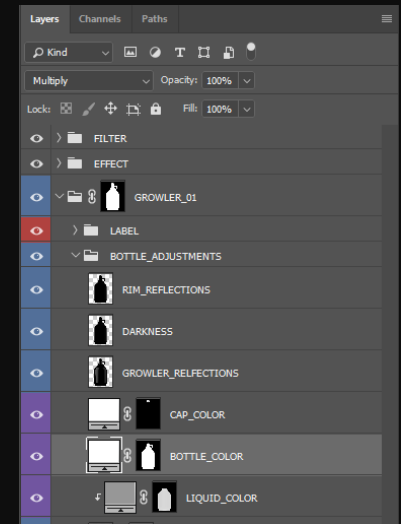 Layers Channels Paths
Kind
Multiply Opacity: 100%
Lock: Fill: 100%
FILTER
EFFECT
GROWLER_01
LABEL
BOTTLE_ADJUSTMENTS
RIM_REFLECTIONS
DARKNESS
GROWLER_RELFECTIONS
CAP_COLOR
BOTTLE_COLOR
LIQUID_COLOR